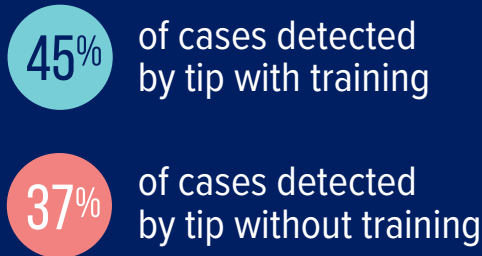 45%
of cases detected
by tip with training
37%
of cases detected
by tip without training